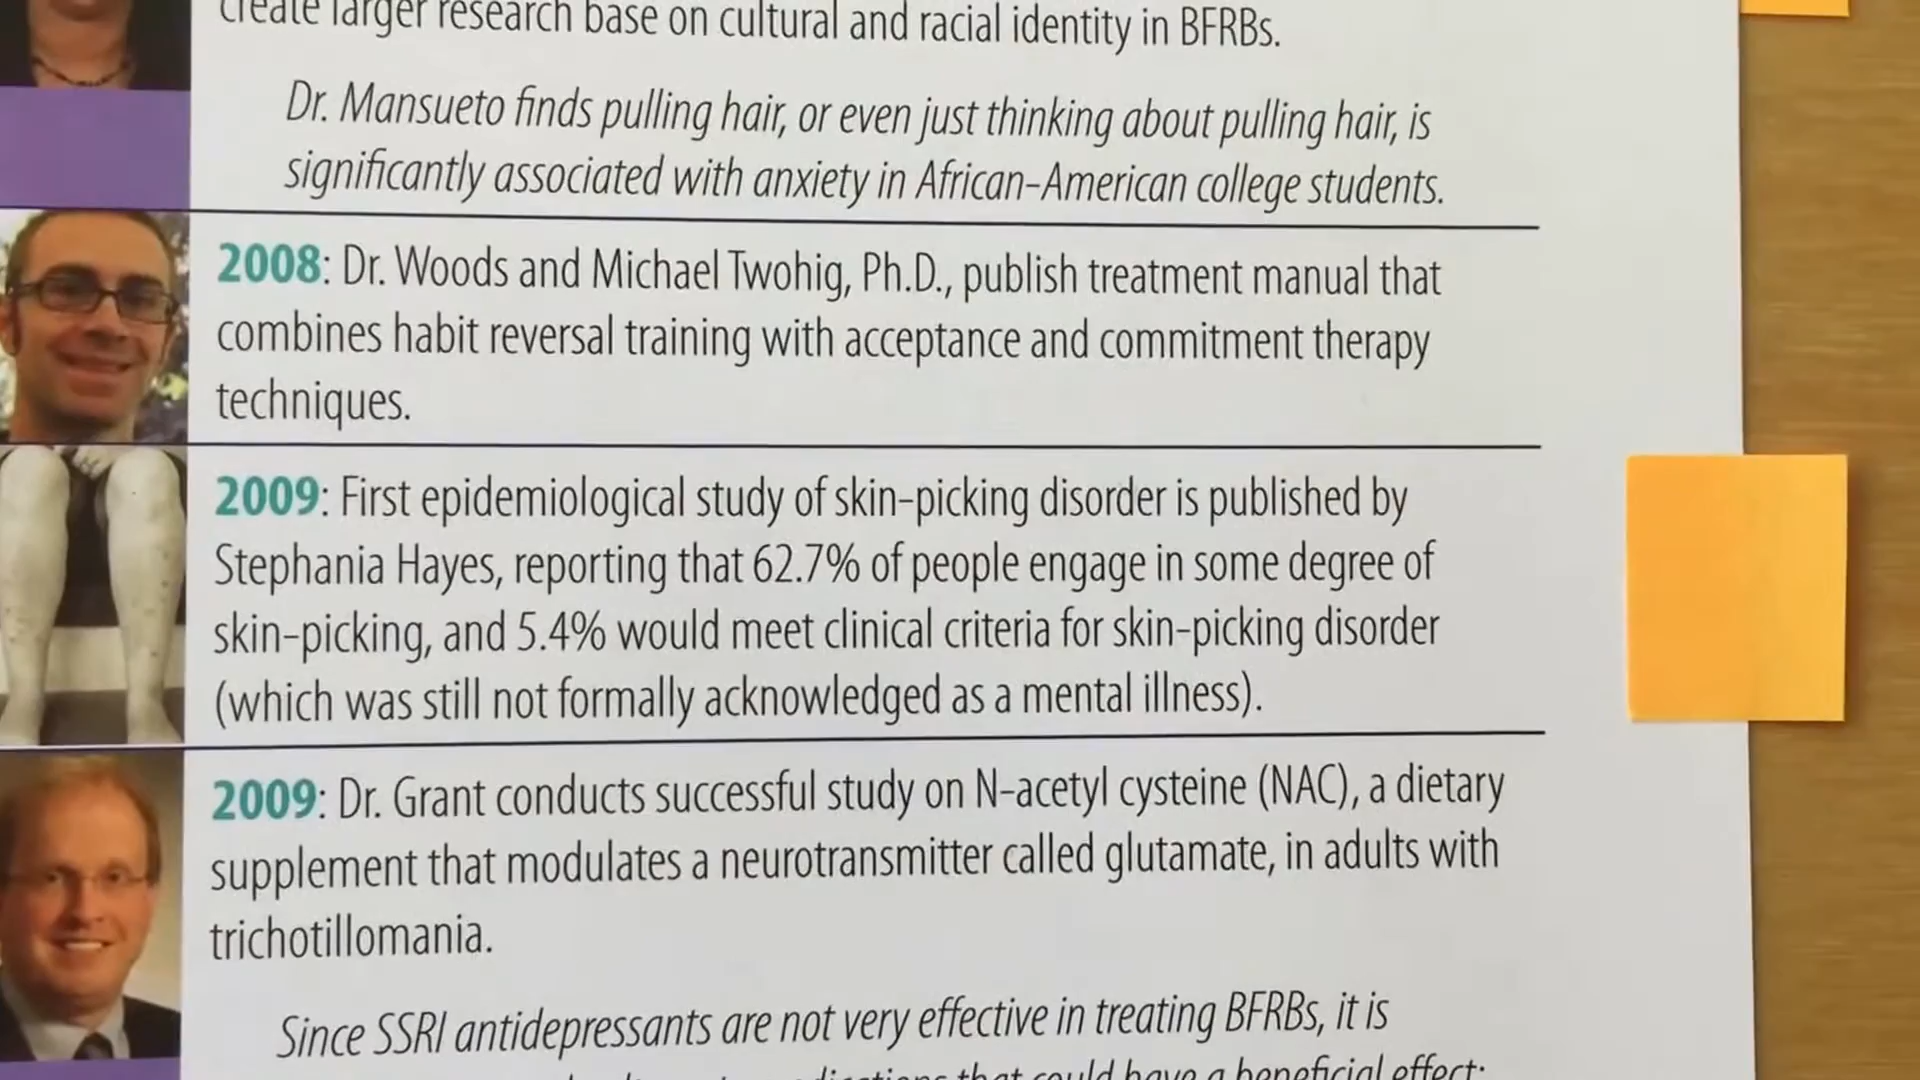 create larger research base on cultural and racial identity in BFRBs.
Dr. Mansueto finds pulling hair, or even just thinking about pulling hair, is
significantly associated with anxiety in African-American college students.
2008: Dr. Woods and Michael Twohig, Ph.D., publish treatment manual that
combines habit reversal training with acceptance and commitment therapy
techniques.
2009: First epidemiological study of skin-picking disorder is published by
Stephania Hayes, reporting that 62.7% of people engage in some degree of
skin-picking, and 5.4% would meet clinical criteria for skin-picking disorder
(which was still not formally acknowledged as a mental illness).
2009: Dr. Grant conducts successful study on N-acetyl cysteine (NAC), a dietary
supplement that modulates a neurotransmitter called glutamate, in adults with
trichotillomania.
Since SSRI antidepressants are not very effective in treating BFRBs, it is
that could have a beneficial effect;